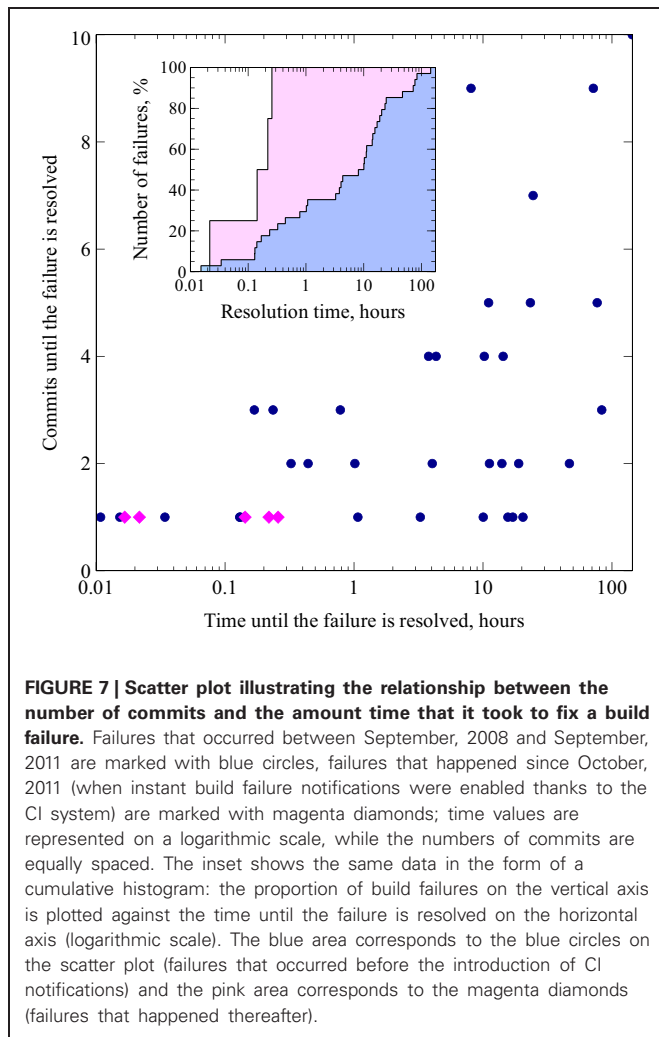 10
8
6
4
2
0
Commits until the failure is resolved
0.01
0.1
1
10
100
Time until the failure is resolved, hours
100
80
60
40
20
0
Number of failures, %
0.01
0.1
1
10
100
Resolution time, hours
FIGURE 7 | Scatter plot illustrating the relationship between the
number of commits and the amount time that it took to fix a build
failure. Failures that occurred between September, 2008 and September,
2011 are marked with blue circles, failures that happened since October,
2011 (when instant build failure notifications were enabled thanks to the
CI system) are marked with magenta diamonds; time values are
represented on a logarithmic scale, while the numbers of commits are
equally spaced. The inset shows the same data in the form of a
cumulative histogram: the proportion of build failures on the vertical axis
is plotted against the time until the failure is resolved on the horizontal
axis (logarithmic scale). The blue area corresponds to the blue circles on
the scatter plot (failures that occurred before the introduction of CI
notifications) and the pink area corresponds to the magenta diamonds
(failures that happened thereafter).